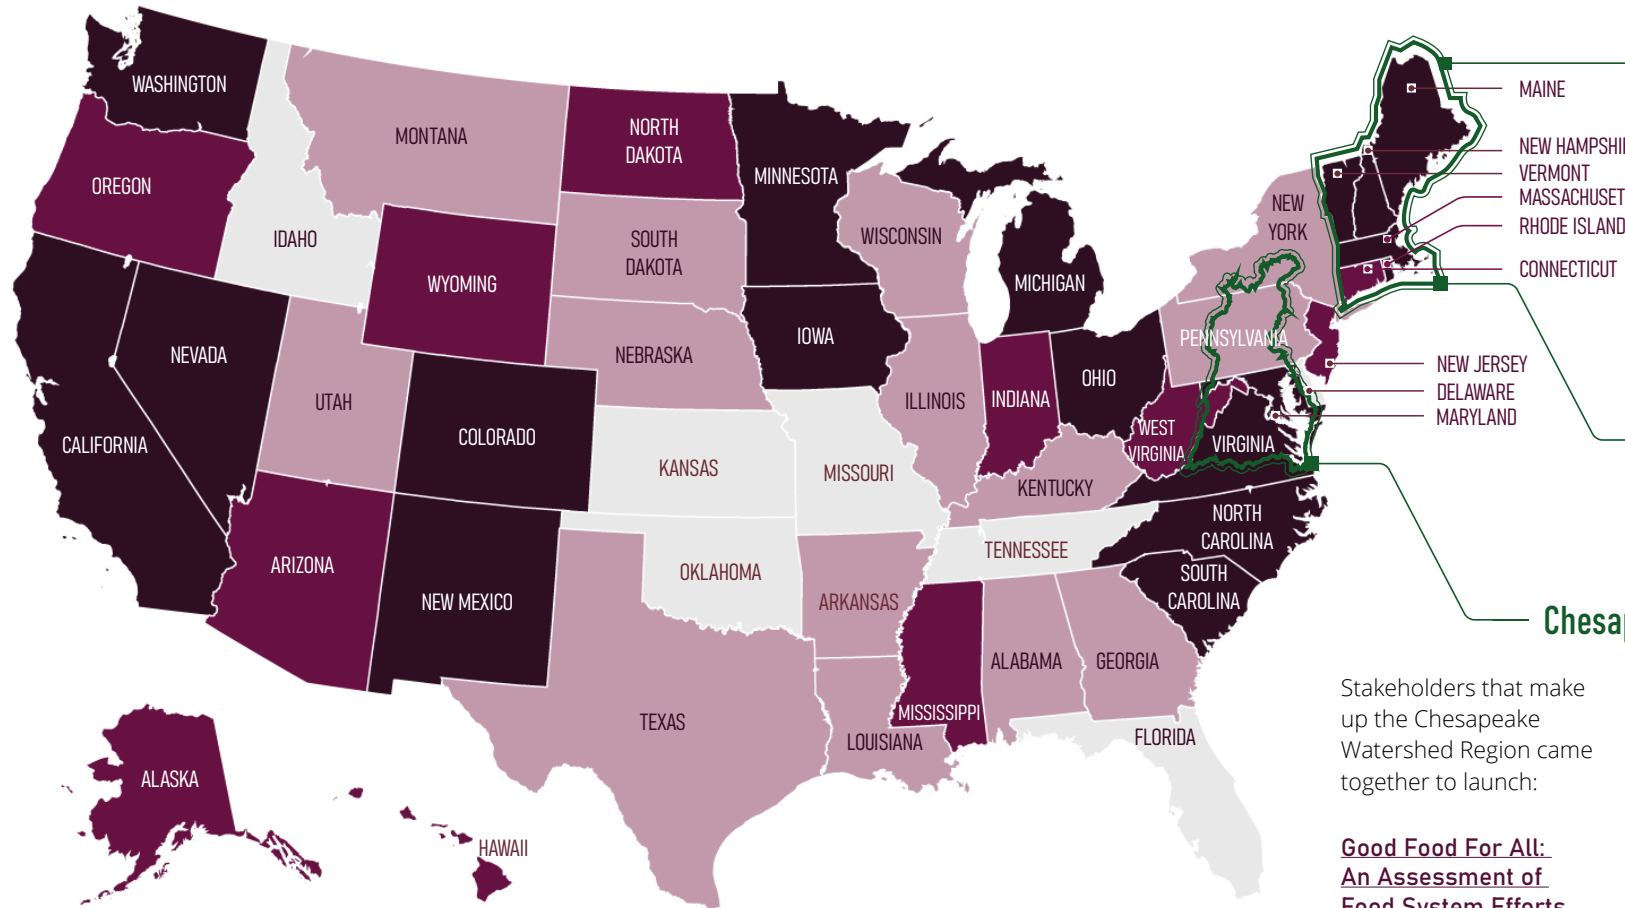 WASHINGTON
MONTANA
NORTH
DAKOTA
MINNESOTA
OREGON
IDAHO
WYOMING
SOUTH
DAKOTA
WISCONSIN
MICHIGAN
NEW
YORK
MAINE
NEW HAMPSHI
VERMONT
MASSACHUSET
RHODE ISLAND
CONNECTICUT
NEVADA
UTAH
NEBRASKA
IOWA
ILLINOIS
INDIANA
OHIO
PENNSYLVANIA
NEW JERSEY
DELAWARE
MARYLAND
CALIFORNIA
COLORADO
KANSAS
MISSOURI
KENTUCKY
WEST
VIRGINIA
VIRGINIA
ARIZONA
NEW MEXICO
OKLAHOMA
ARKANSAS
TENNESSEE
NORTH
CAROLINA
SOUTH
CAROLINA
TEXAS
LOUISIANA
MISSISSIPPI
ALABAMA
GEORGIA
FLORIDA
ALASKA
HAWAII
Chesap
Stakeholders that make
up the Chesapeake
Watershed Region came
together to launch:
Good Food For All:
An Assessment of
Food System Efforts